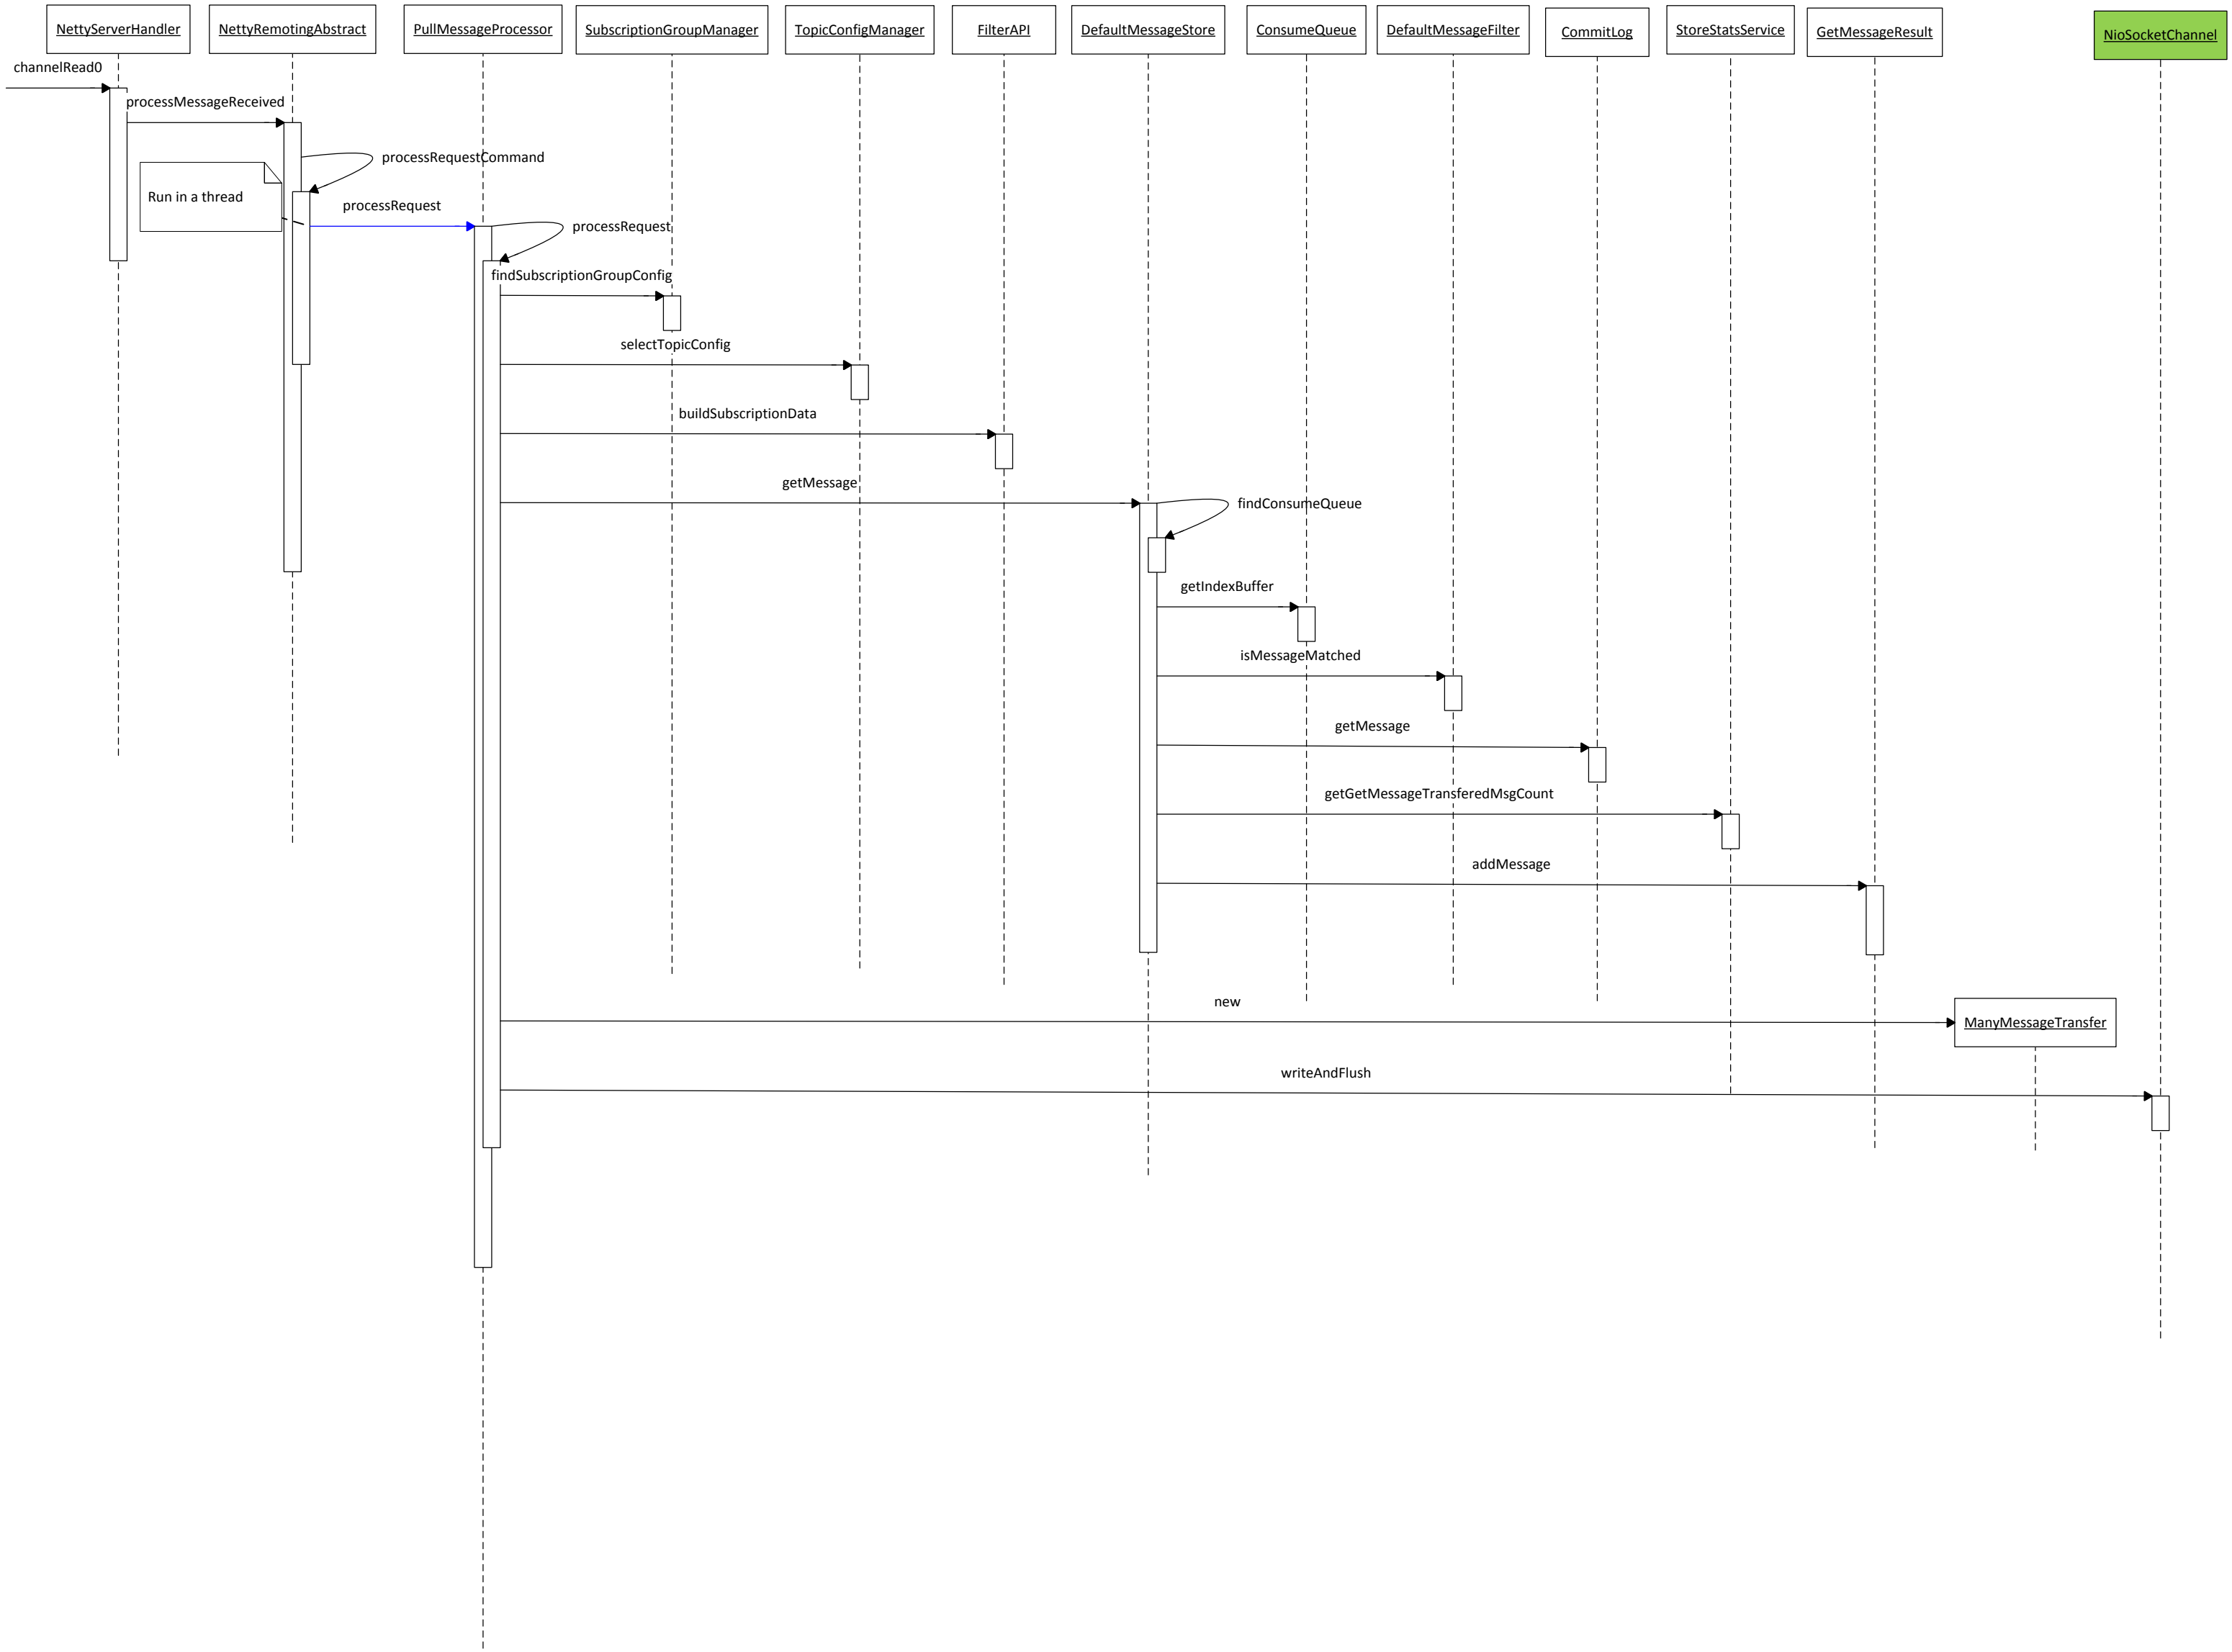 NettyServerHandler
NettyRemotingAbstract
PullMessageProcessor
SubscriptionGroupManager
TopicConfigManager
FilterAPI
DefaultMessageStore
ConsumeQueue
DefaultMessageFilter
CommitLog
StoreStatsService
GetMessageResult
NioSocketChannel
channelRead0
processMessageReceived
processRequestCommand
Run in a thread
processRequest
processRequest
findSubscriptionGroupConfig
selectTopicConfig
buildSubscriptionData
getMessage
findConsumeQueue
getIndexBuffer
isMessageMatched
getMessage
getGetMessageTransferedMsgCount
addMessage
new
ManyMessageTransfer
writeAndFlush